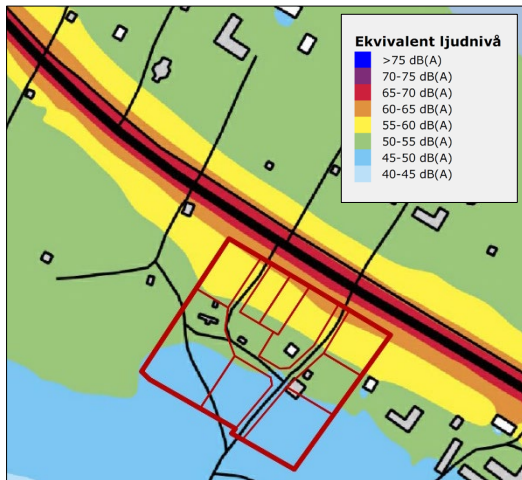 Ekvivalent ljudnivå
>75 dB(A)
70-75 dB(A)
65-70 dB(A)
60-65 dB(A)
55-60 dB(A)
50-55 dB(A)
45-50 dB(A)
40-45 dB(A)